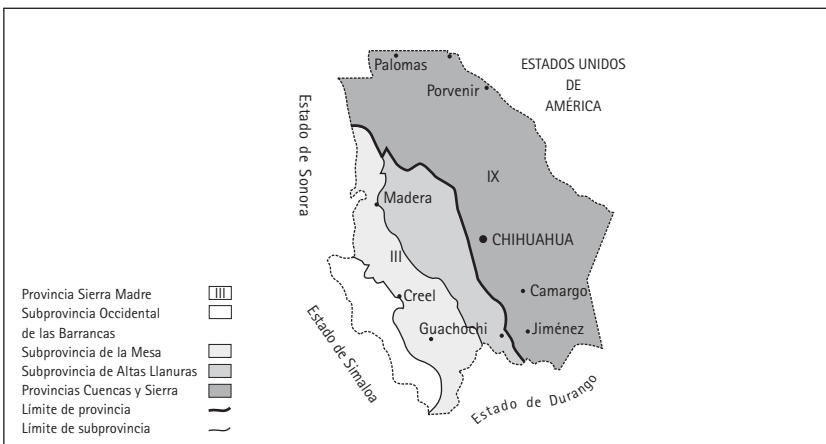 Palomas
ESTADOS UNIDOS
DE
AMÉRICA
Porvenir
Estado de Sonora
IX
Madera
CHIHUAHUA
III
Creel
Camargo
Guachochi
Jiménez
Estado de Simaloa
Estado de Durango
Provincia Sierra Madre III
Subprovincia Occidental
de las Barrancas
Subprovincia de la Mesa
Subprovincia de Altas Llanuras
Provincias Cuencas y Sierra
Límite de provincia
Límite de subprovincia